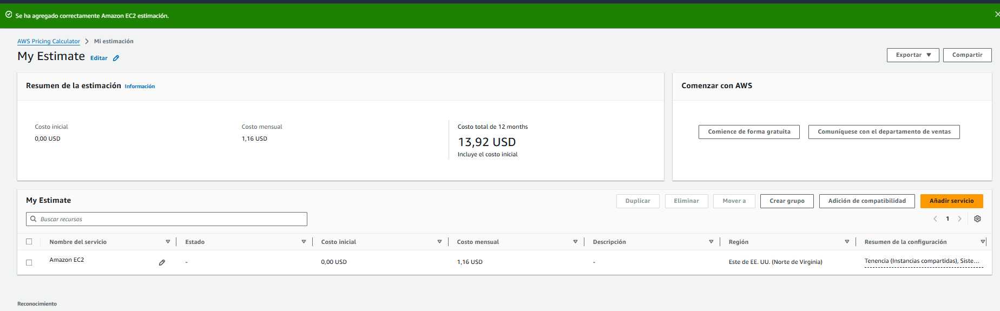 Se ha agregado correctamente Amazon EC2 estimación.
AWS Pricing Calculator > Mi estimación
My Estimate Editar
Exportar ▼ Compartir
Resumen de la estimación Información
Comenzar con AWS
Costo inicial
0,00 USD
Costo mensual
1,16 USD
Costo total de 12 months
13,92 USD
Incluye el costo inicial
Comience de forma gratuita
Comuníquese con el departamento de ventas
My Estimate
Duplicar Eliminar Mover a Crear grupo Adición de compatibilidad Añadir servicio
Buscar recursos
< 1 >
Nombre del servicio Estado Costo inicial Costo mensual Descripción Región Resumen de la configuración
Amazon EC2 - 0,00 USD 1,16 USD - Este de EE. UU. (Norte de Virginia) Tenencia (Instancias compartidas), Siste...
Reconocimiento